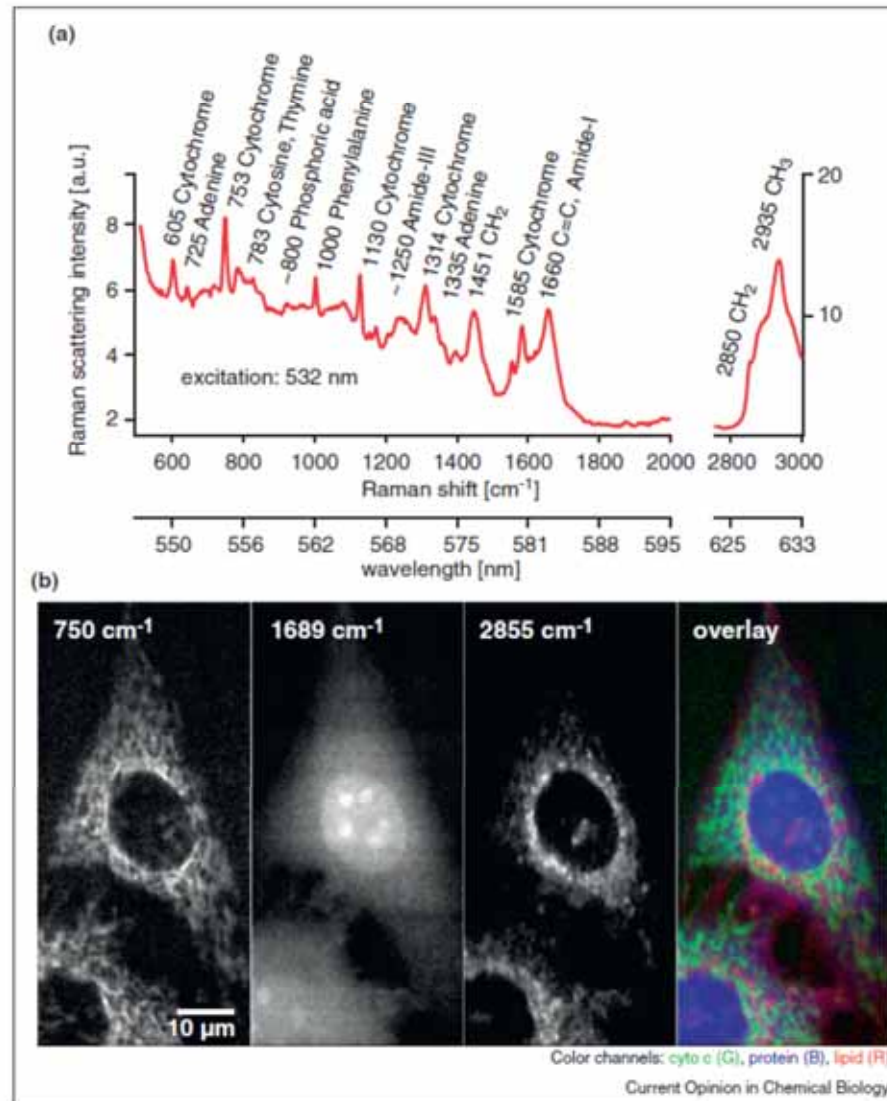 (a)
605 Cytochrome
725 Adenine
753 Cytochrome
783 Cytosine, Thymine
~800 Phosphoric acid
1000 Phenylalanine
1130 Cytochrome
~1250 Amide-III
1314 Cytochrome
1335 Adenine
1451 CH₂
1585 Cytochrome
1660 C=C, Amide-I
2850 CH₂
2935 CH₃
Raman scattering intensity [a.u.]
8
6
4
2
20
10
excitation: 532 nm
600 800 1000 1200 1400 1600 1800 2000 2800 3000
Raman shift [cm⁻¹]
550 556 562 568 575 581 588 595 625 633
wavelength [nm]
(b)
750 cm⁻¹ 1689 cm⁻¹ 2855 cm⁻¹ overlay
10 µm
Color channels: cyto c (G), protein (B), lipid (R)
Current Opinion in Chemical Biology